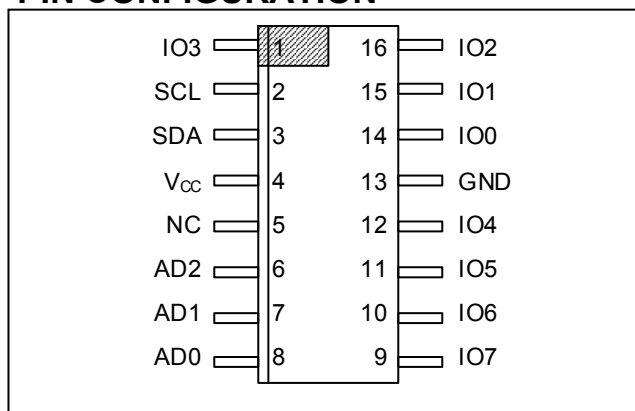 PIN CONFIGURATION
IO3 1 16 IO2
SCL 2 15 IO1
SDA 3 14 IO0
VCC 4 13 GND
NC 5 12 IO4
AD2 6 11 IO5
AD1 7 10 IO6
AD0 8 9 IO7